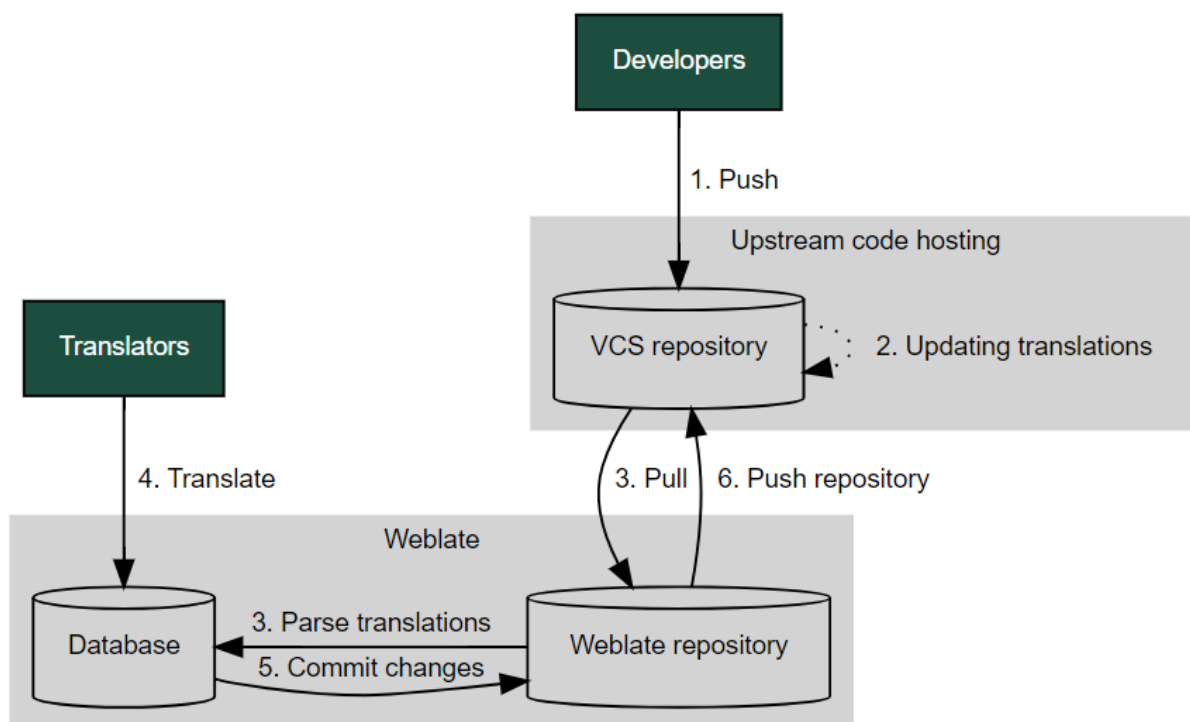 Developers
1. Push
Upstream code hosting
Translators
VCS repository
2. Updating translations
4. Translate
3. Pull
6. Push repository
Weblate
Database
3. Parse translations
5. Commit changes
Weblate repository